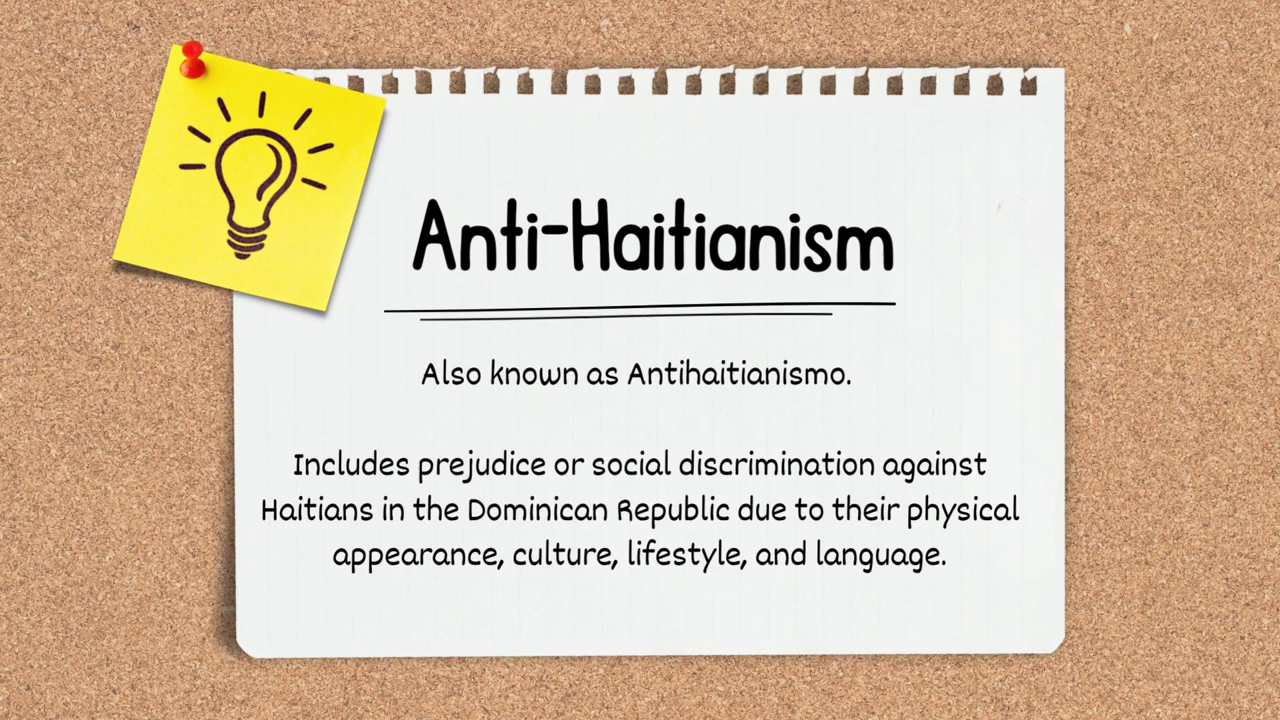 Anti-Haitianism
Also known as Antihaitianismo.
Includes prejudice or social discrimination against
Haitians in the Dominican Republic due to their physical
appearance, culture, lifestyle, and language.